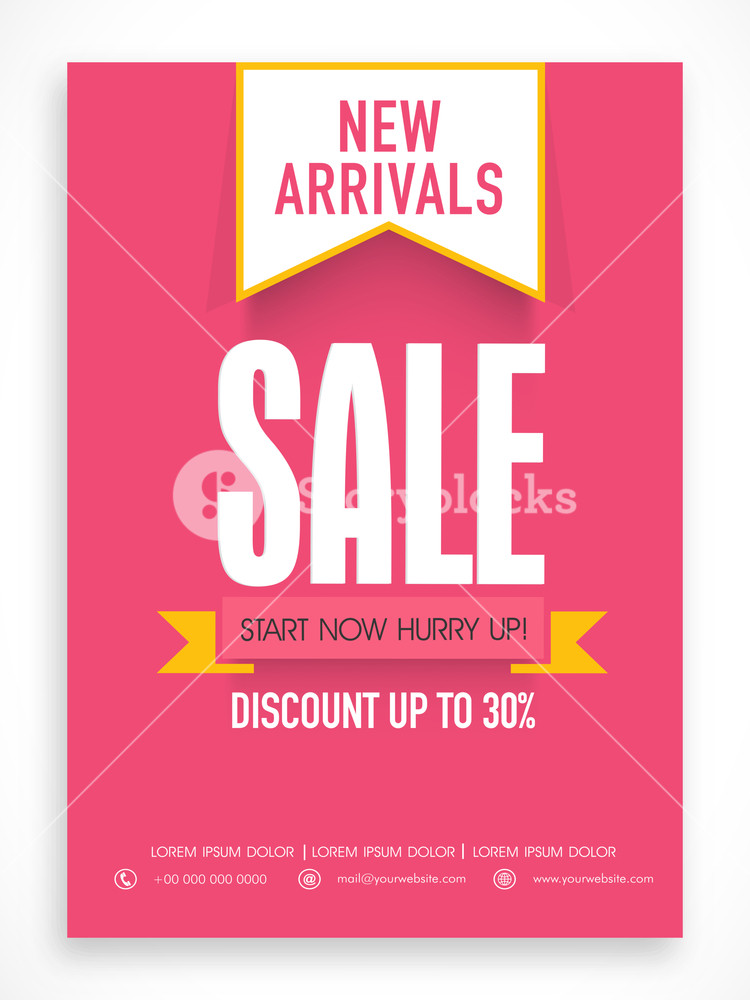 NEW
ARRIVALS
SALE
Storyblocks
START NOW HURRY UP!
DISCOUNT UP TO 30%
LOREM IPSUM DOLOR | LOREM IPSUM DOLOR | LOREM IPSUM DOLOR
+00 000 000 0000 @ mail@yourwebsite.com www.yourwebsite.com